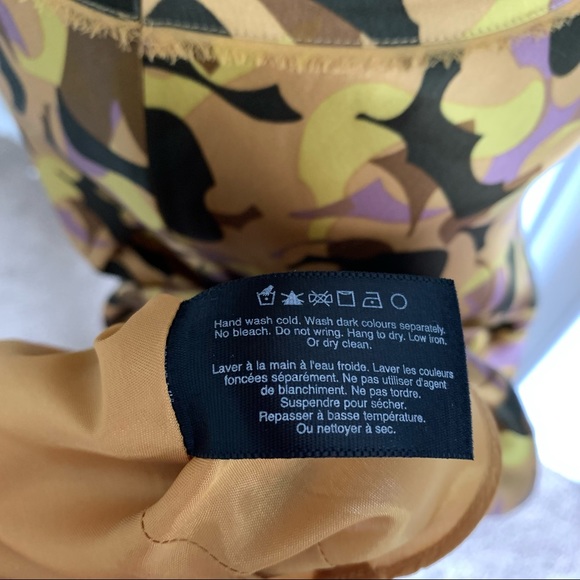 Hand wash cold. Wash dark colours separately.
No bleach. Do not wring. Hang to dry. Low iron.
Or dry clean.
Laver à la main à l'eau froide. Laver les couleurs
foncées séparément. Ne pas utiliser d'agent
de blanchiment. Ne pas tordre.
Suspendre pour sécher.
Repasser à basse température.
Ou nettoyer à sec.